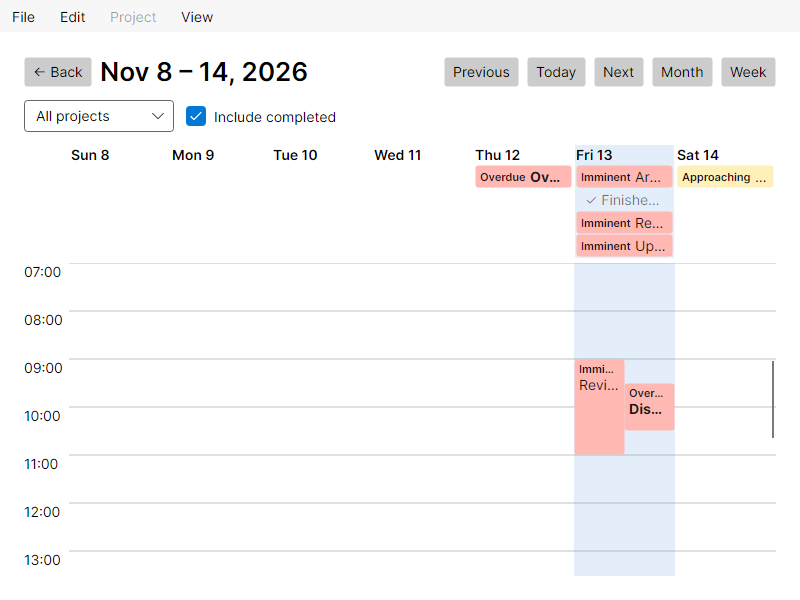 File Edit Project View
← Back Nov 8 – 14, 2026 Previous Today Next Month Week
All projects Include completed
Sun 8 Mon 9 Tue 10 Wed 11 Thu 12 Fri 13 Sat 14
Overdue Ov... Imminent Ar... Approaching ...
Finishe...
Imminent Re...
Imminent Up...
07:00
08:00
09:00
Immi...
Revi...
Over...
Dis...
10:00
11:00
12:00
13:00